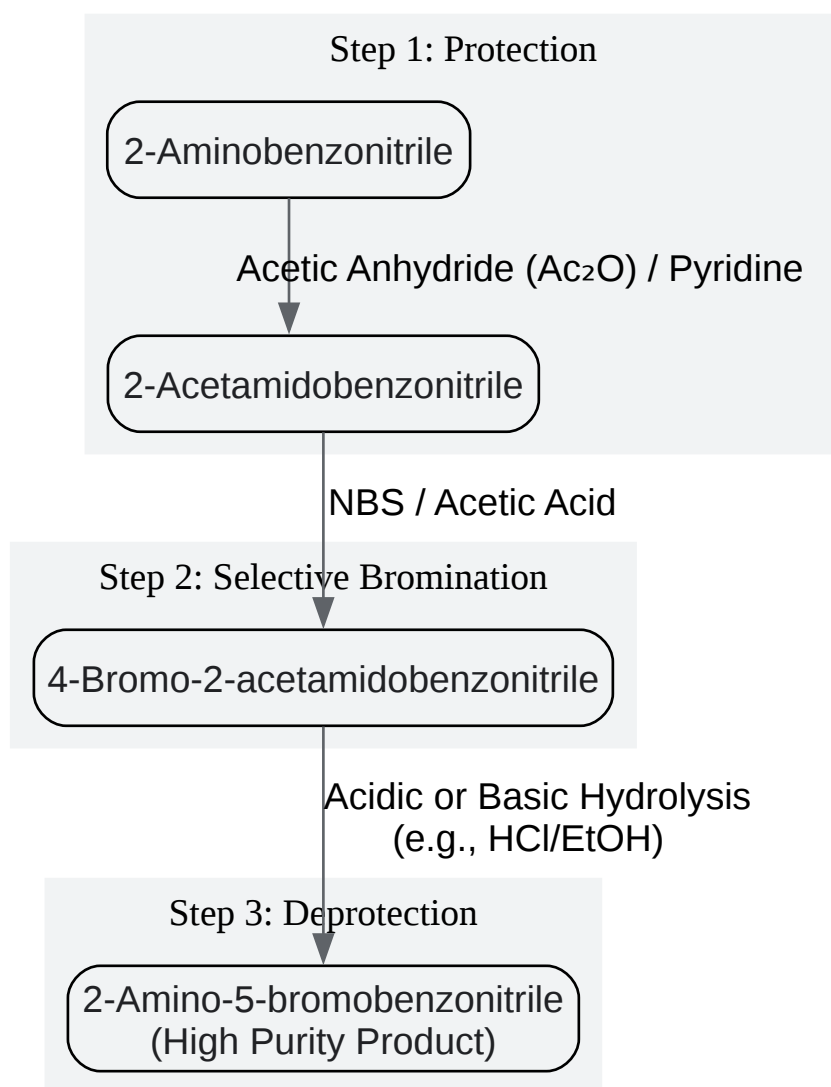 Step 1: Protection
2-Aminobenzonitrile
Acetic Anhydride (Ac₂O) / Pyridine
2-Acetamidobenzonitrile
NBS / Acetic Acid
Step 2: Selective Bromination
4-Bromo-2-acetamidobenzonitrile
Acidic or Basic Hydrolysis
(e.g., HCl/EtOH)
Step 3: Deprotection
2-Amino-5-bromobenzonitrile
(High Purity Product)